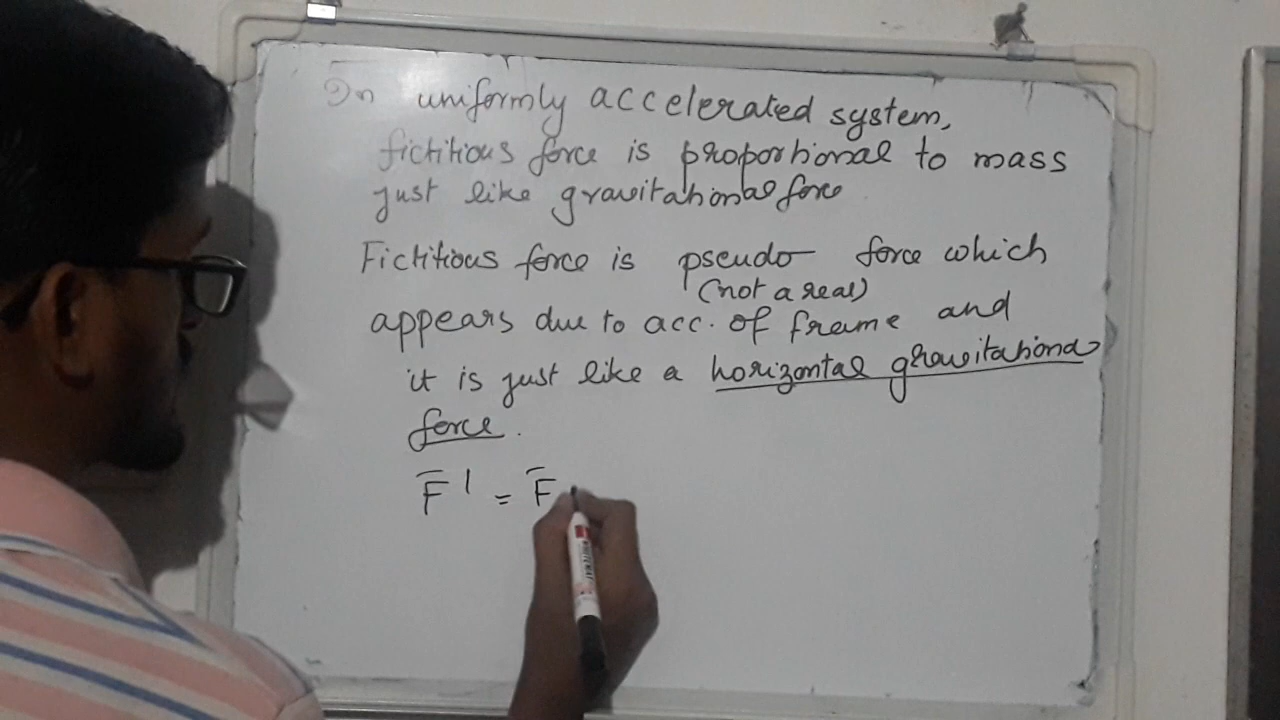 In uniformly accelerated system,
fictitious force is proportional to mass
just like gravitational force
Fictitious force is pseudo force which
(not a real)
appears due to acc. of frame and
it is just like a horizontal gravitational
force.
F̅' = F̅